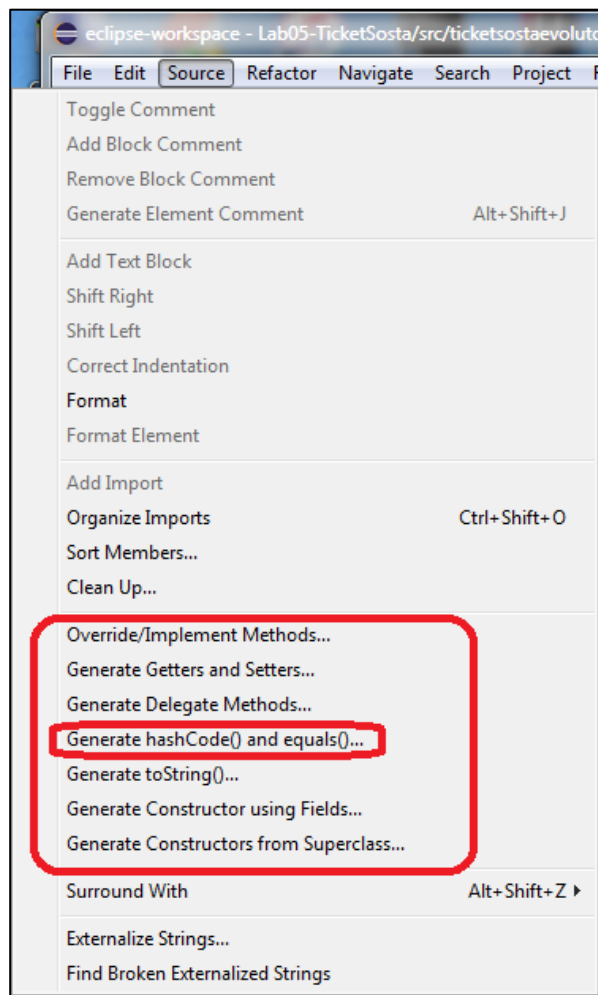 eclipse-workspace - Lab05-TicketSosta/src/ticketsostaevoluto
File Edit Source Refactor Navigate Search Project
Toggle Comment
Add Block Comment
Remove Block Comment
Generate Element Comment Alt+Shift+J
Add Text Block
Shift Right
Shift Left
Correct Indentation
Format
Format Element
Add Import
Organize Imports Ctrl+Shift+O
Sort Members...
Clean Up...
Override/Implement Methods...
Generate Getters and Setters...
Generate Delegate Methods...
Generate hashCode() and equals()...
Generate toString()...
Generate Constructor using Fields...
Generate Constructors from Superclass...
Surround With Alt+Shift+Z
Externalize Strings...
Find Broken Externalized Strings